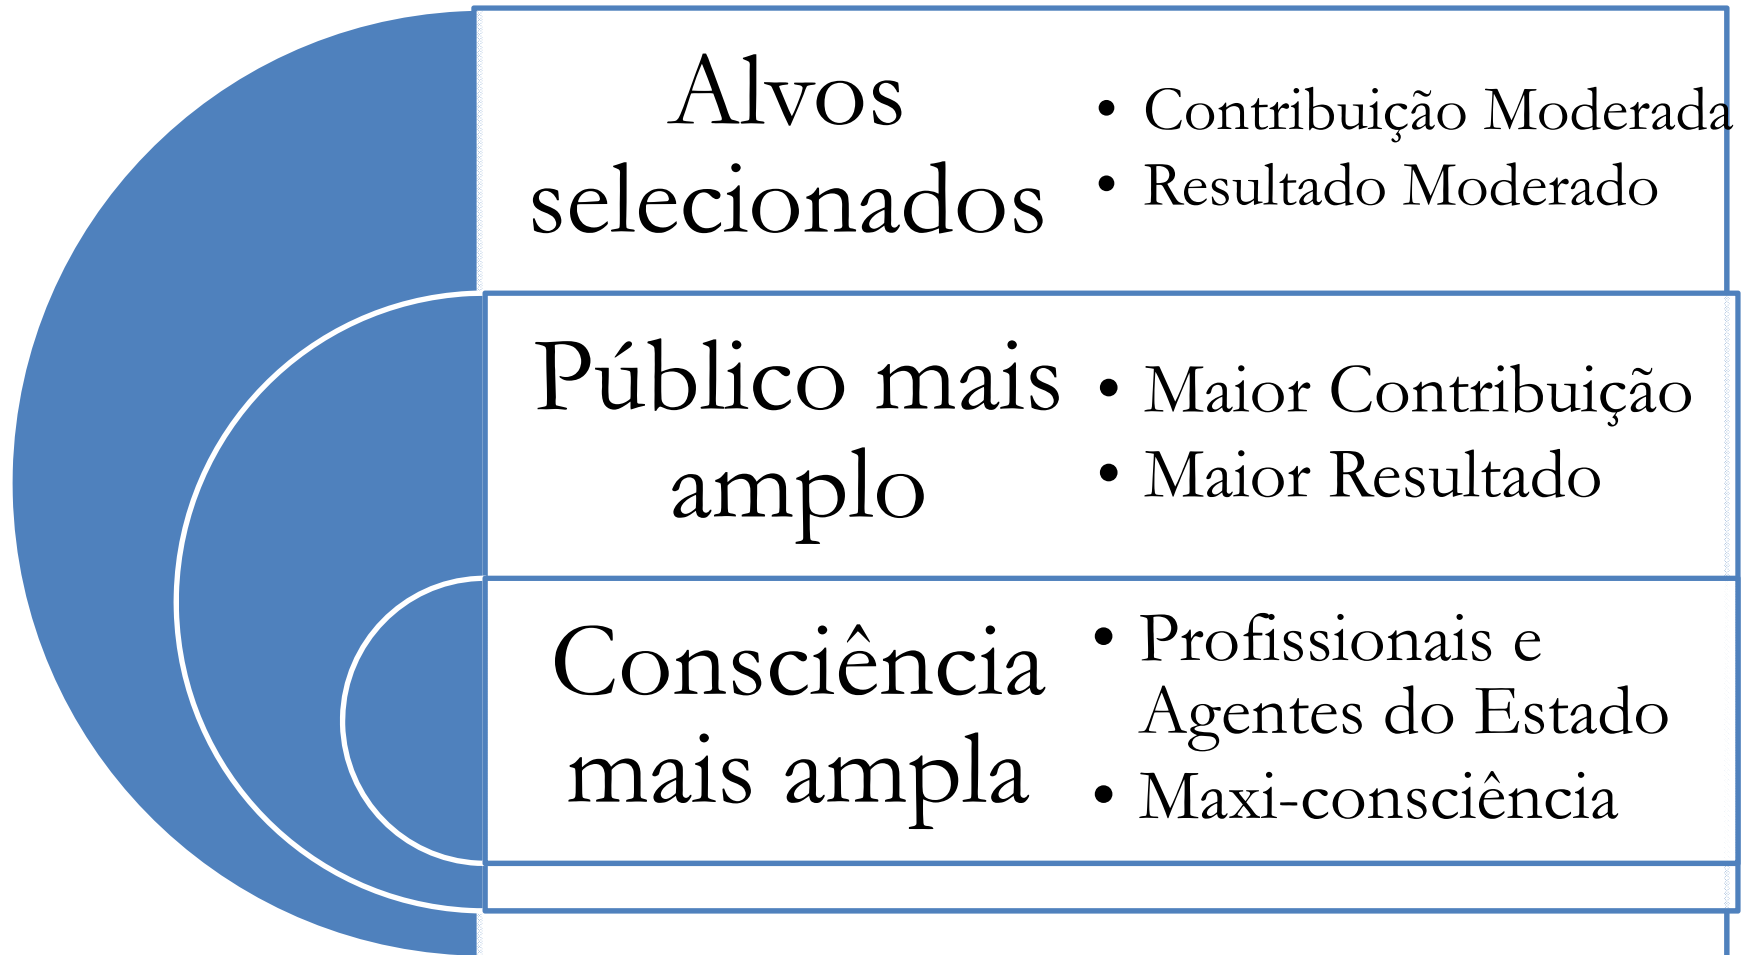 Alvos
selecionados
• Contribuição Moderada
• Resultado Moderado
Público mais
amplo
• Maior Contribuição
• Maior Resultado
Consciência
mais ampla
• Profissionais e
Agentes do Estado
• Maxi-consciência